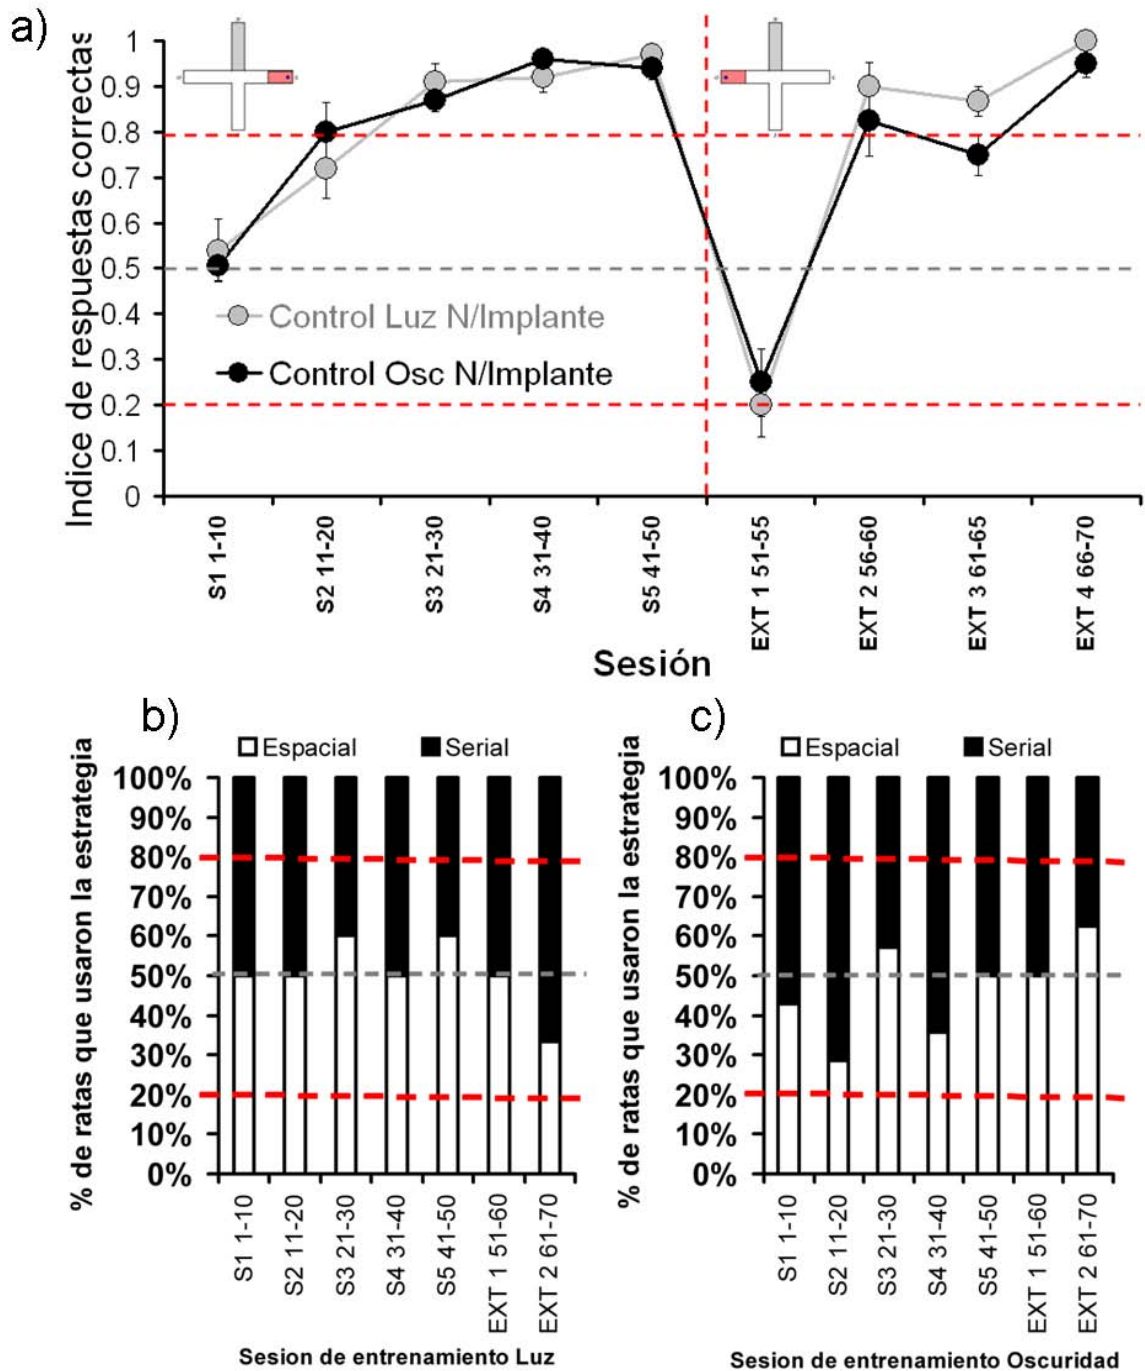 a)
Indice de respuestas correctas
1
0.9
0.8
0.7
0.6
0.5
0.4
0.3
0.2
0.1
0
Control Luz N/Implante
Control Osc N/Implante
S1 1-10
S2 11-20
S3 21-30
S4 31-40
S5 41-50
EXT 1 51-55
EXT 2 56-60
EXT 3 61-65
EXT 4 66-70
Sesión
b)
Espacial
Serial
% de ratas que usaron la estrategia
100%
90%
80%
70%
60%
50%
40%
30%
20%
10%
0%
S1 1-10
S2 11-20
S3 21-30
S4 31-40
S5 41-50
EXT 1 51-60
EXT 2 61-70
Sesion de entrenamiento Luz
c)
Espacial
Serial
% de ratas que usaron la estrategia
100%
90%
80%
70%
60%
50%
40%
30%
20%
10%
0%
S1 1-10
S2 11-20
S3 21-30
S4 31-40
S5 41-50
EXT 1 51-60
EXT 2 61-70
Sesion de entrenamiento Oscuridad